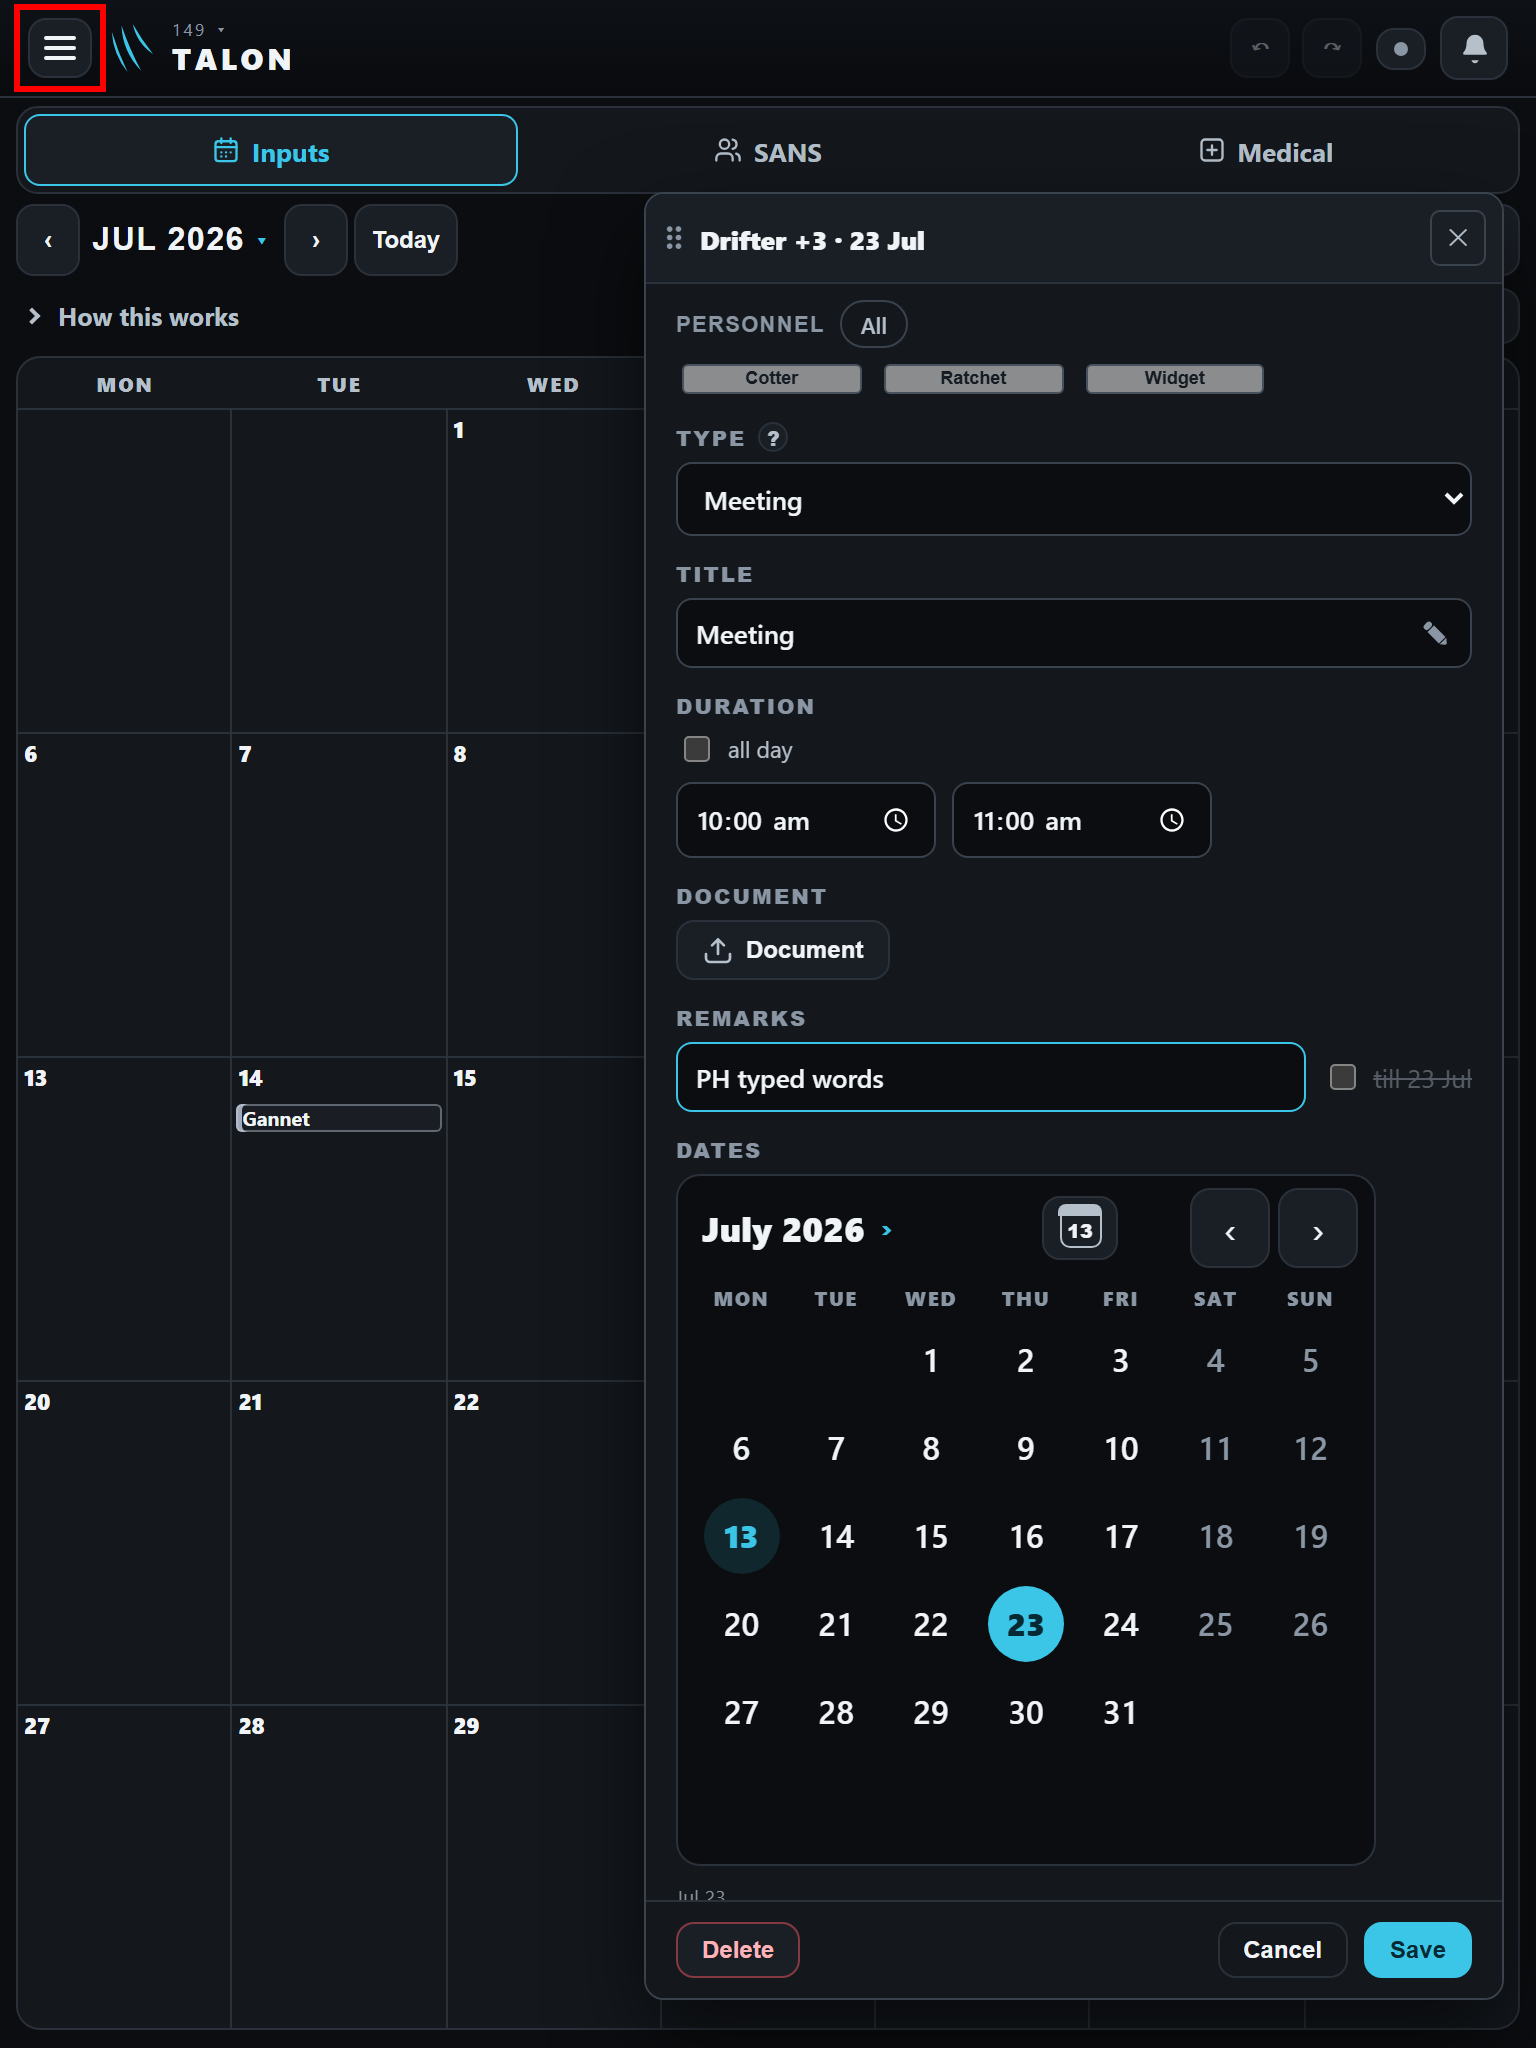 149
TALON
Inputs
SANS
Medical
JUL 2026
Today
How this works
MON TUE WED
1
6 7 8
13 14 15
Gannet
20 21 22
27 28 29
Drifter +3 · 23 Jul
PERSONNEL All
Cotter Ratchet Widget
TYPE ?
Meeting
TITLE
Meeting
DURATION
all day
10:00 am 11:00 am
DOCUMENT
Document
REMARKS
PH typed words till 23 Jul
DATES
July 2026 › 13 ‹ ›
MON TUE WED THU FRI SAT SUN
1 2 3 4 5
6 7 8 9 10 11 12
13 14 15 16 17 18 19
20 21 22 23 24 25 26
27 28 29 30 31
Jul 23
Delete Cancel Save